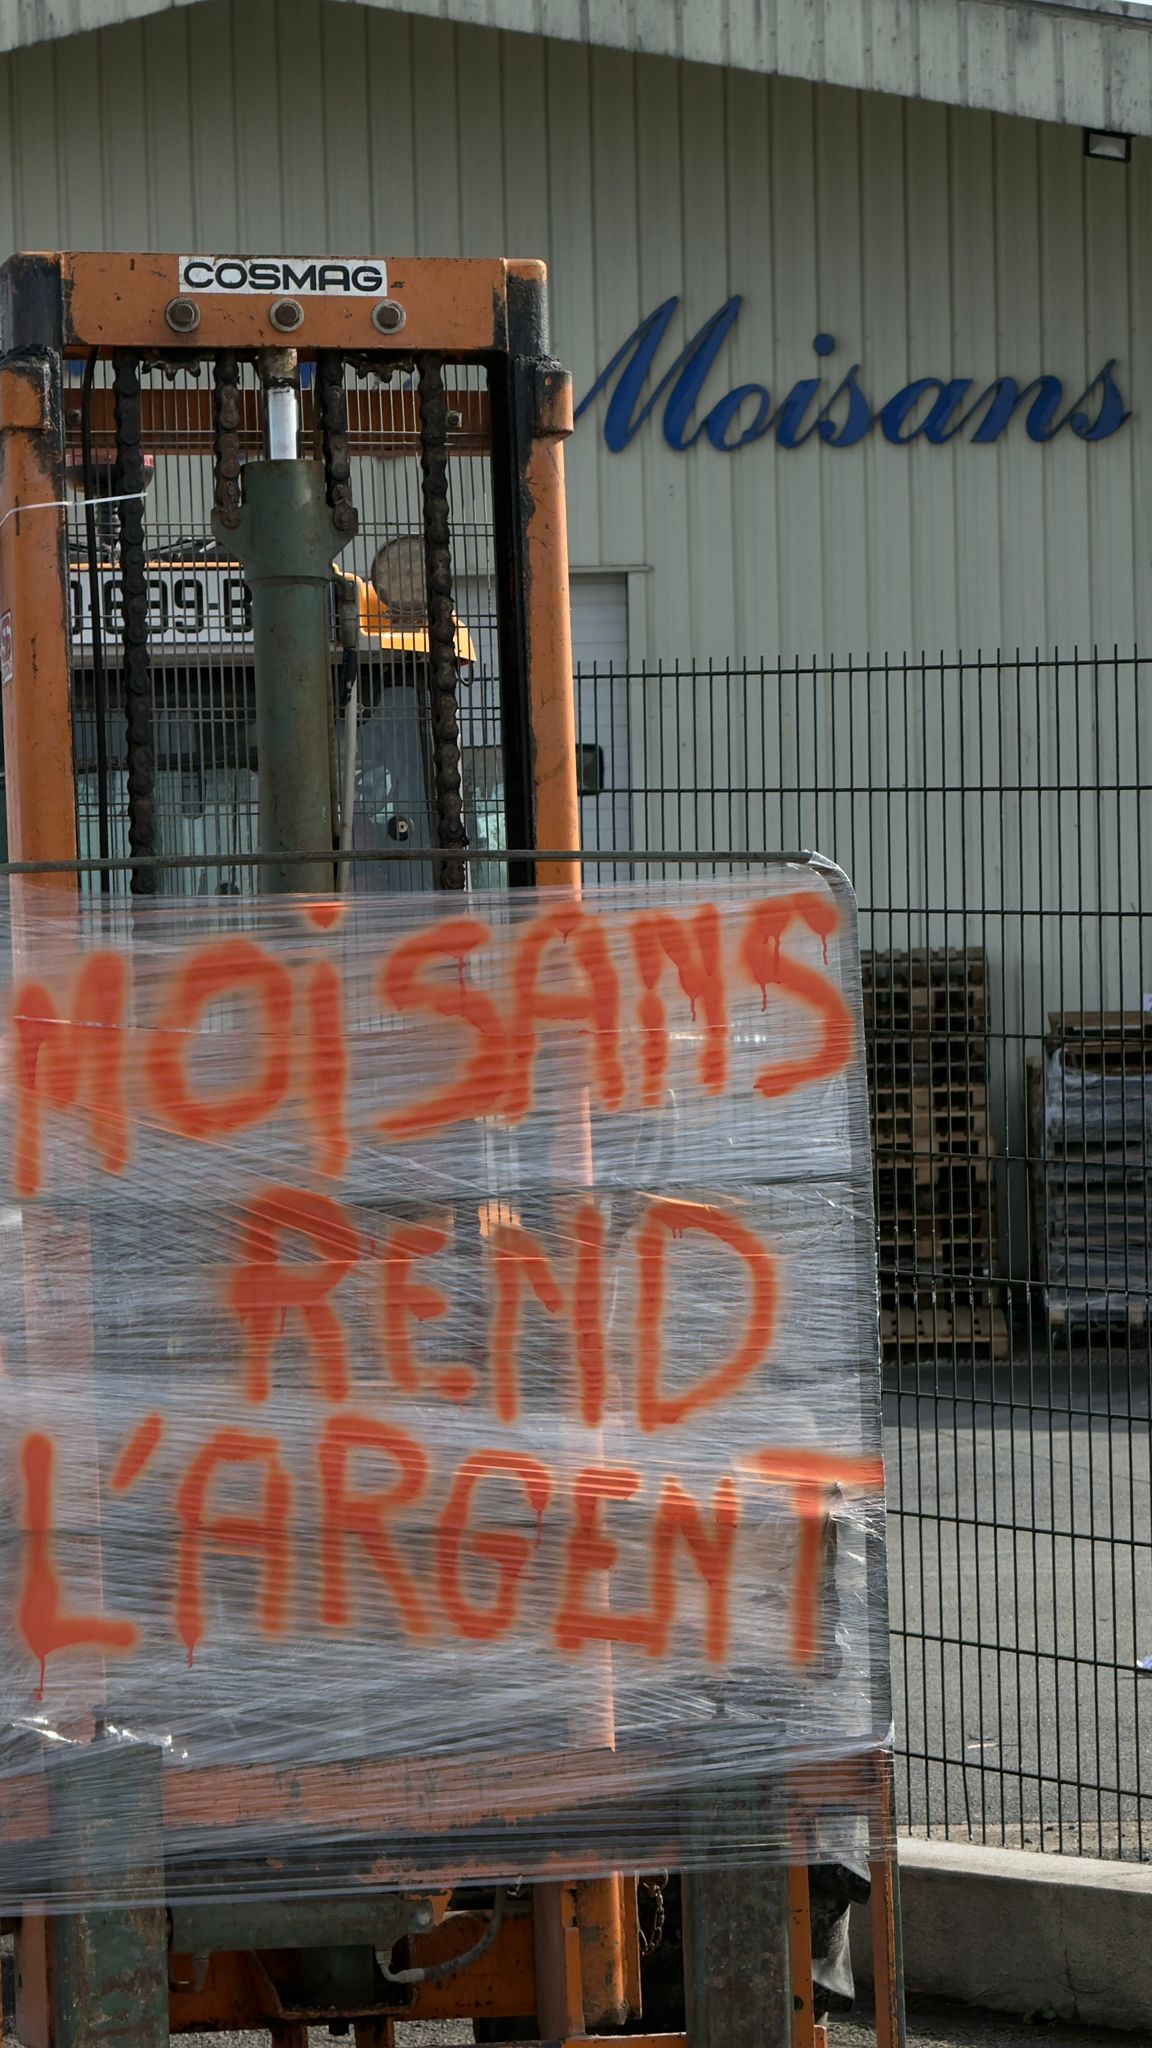 COSMAG
Moisans
MOiSANS
REND
L'ARGENT